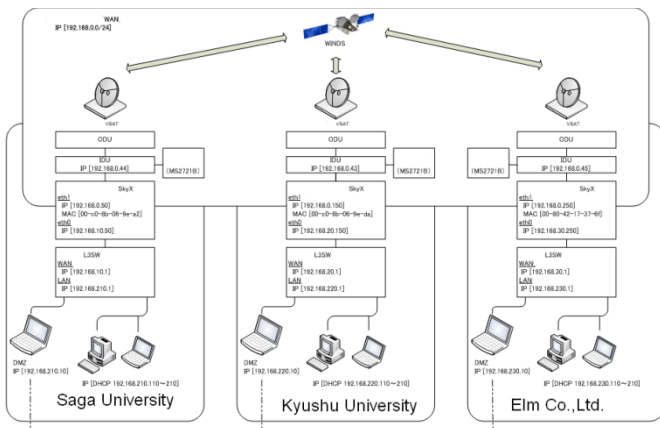 WAN
IP [192.168.0.0/24]
WINDS
VSAT
VSAT
VSAT
ODU
ODU
ODU
IDU
IP [192.168.0.44]
(MS2721B)
IDU
IP [192.168.0.43]
(MS2721B)
(MS2721B)
IDU
IP [192.168.0.45]
SkyX
eth1
IP [192.168.0.50]
MAC [00-c0-8b-06-9e-a2]
eth0
IP [192.168.10.50]
SkyX
eth1
IP [192.168.0.150]
MAC [00-c0-8b-06-9e-da]
eth0
IP [192.168.20.150]
SkyX
eth1
IP [192.168.0.250]
MAC [00-80-42-17-37-6f]
eth0
IP [192.168.30.250]
L3SW
WAN
IP [192.168.10.1]
LAN
IP [192.168.210.1]
L3SW
WAN
IP [192.168.20.1]
LAN
IP [192.168.220.1]
L3SW
WAN
IP [192.168.30.1]
LAN
IP [192.168.230.1]
DMZ
IP [192.168.210.10]
IP [DHCP 192.168.210.110～210]
DMZ
IP [192.168.220.10]
IP [DHCP 192.168.220.110～210]
DMZ
IP [192.168.230.10]
IP [DHCP 192.168.230.110～210]
Saga University
Kyushu University
Elm Co.,Ltd.